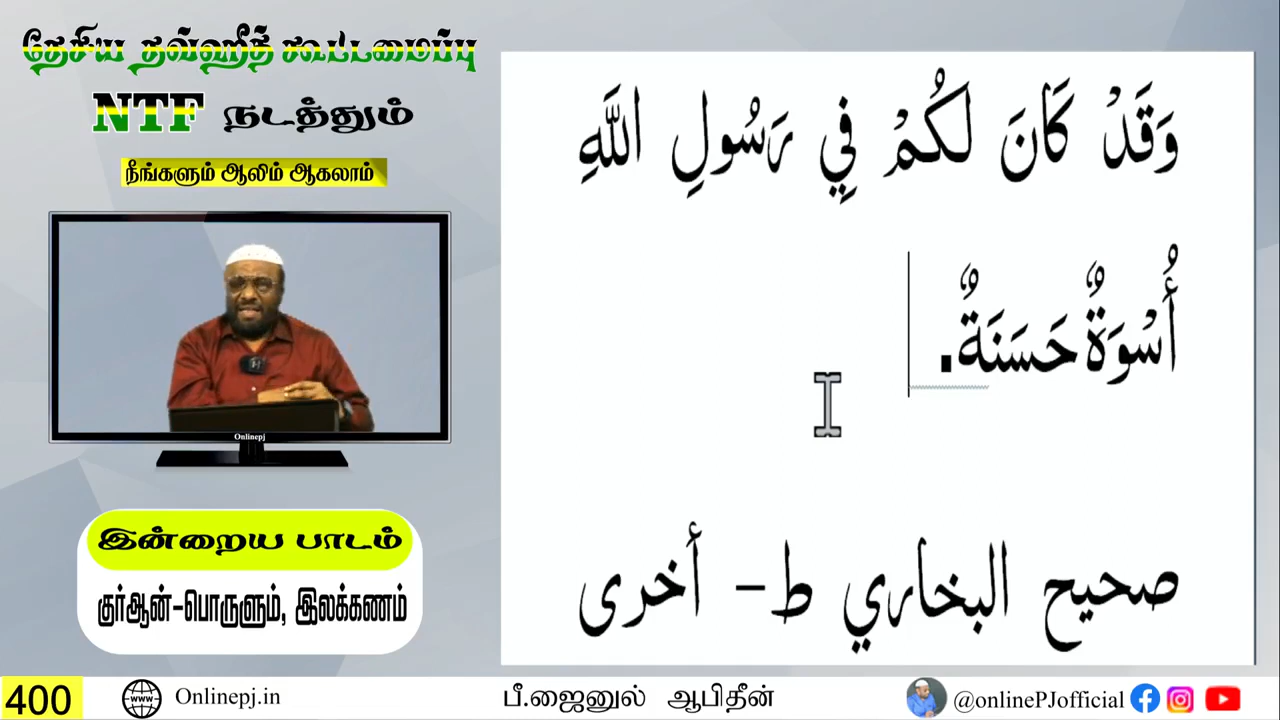 தேசிய தவ்ஹீத் கூட்டமைப்பு
NTF நடத்தும்
நீங்களும் ஆலிம் ஆகலாம்
Onlinepj
இன்றைய பாடம்
குர்ஆன்-பொருளும், இலக்கணம்
وَقَدْ كَانَ لَكُمْ فِي رَسُولِ اللَّهِ
أُسْوَةٌ حَسَنَةٌ.
صحيح البخاري ط- أخرى
400
www
Onlinepj.in
பீ.ஜைனுல் ஆபிதீன்
@onlinePJofficial